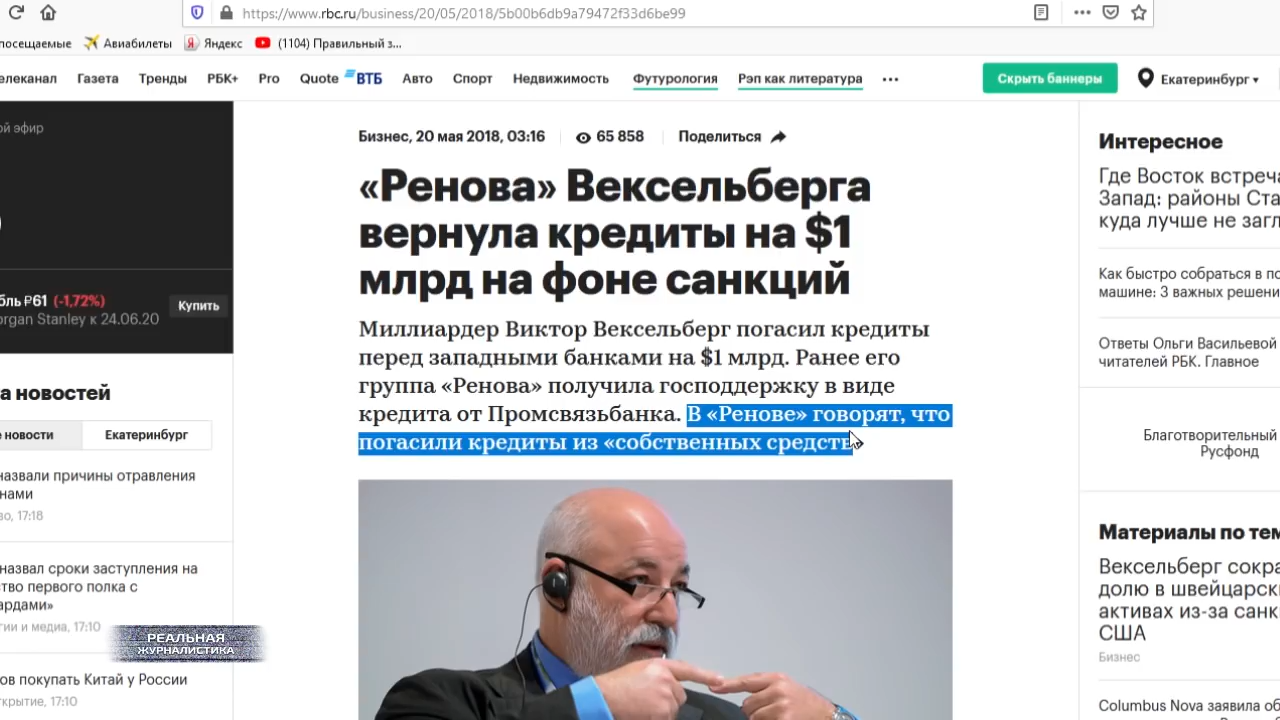 https://www.rbc.ru/business/20/05/2018/5b00b6db9a79472f33d6be99
посещаемые Авиабилеты Яндекс (1104) Правильный з...
елеканал Газета Тренды РБК+ Pro Quote ВТБ Авто Спорт Недвижимость Футурология Рэп как литература ••• Скрыть баннеры Екатеринбург
ой эфир
бль ₽61 (-1,72%)
organ Stanley к 24.06.20
Купить
а новостей
е новости Екатеринбург
назвали причины отравления
нами
во, 17:18
назвал сроки заступления на
ство первого полка с
ардами»
гии и медиа, 17:10
ов покупать Китай у России
крытие, 17:10
РЕАЛЬНАЯ
ЖУРНАЛИСТИКА
Бизнес, 20 мая 2018, 03:16 65 858 Поделиться
«Ренова» Вексельберга
вернула кредиты на $1
млрд на фоне санкций
Миллиардер Виктор Вексельберг погасил кредиты
перед западными банками на $1 млрд. Ранее его
группа «Ренова» получила господдержку в виде
кредита от Промсвязьбанка. В «Ренове» говорят, что
погасили кредиты из «собственных средств»
Интересное
Где Восток встреча
Запад: районы Ста
куда лучше не загл
Как быстро собраться в по
машине: 3 важных решени
Ответы Ольги Васильевой
читателей РБК. Главное
Благотворительный
Русфонд
Материалы по тем
Вексельберг сокра
долю в швейцарски
активах из-за санк
США
Бизнес
Columbus Nova заявила об